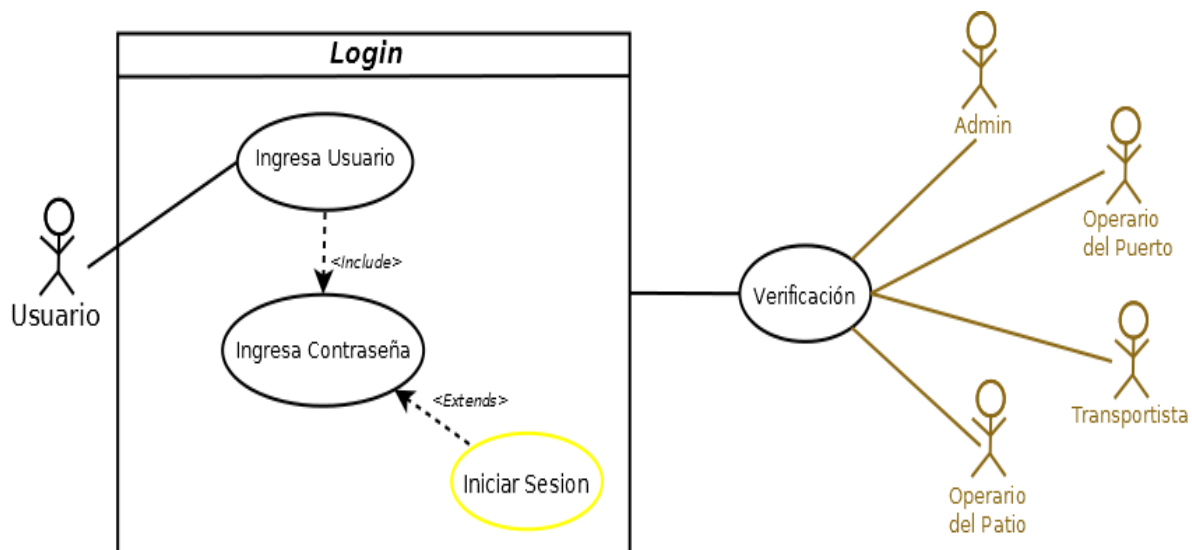 Login
Ingresa Usuario
<Include>
Usuario
Ingresa Contraseña
<Extends>
Iniciar Sesion
Verificación
Admin
Operario
del Puerto
Transportista
Operario
del Patio